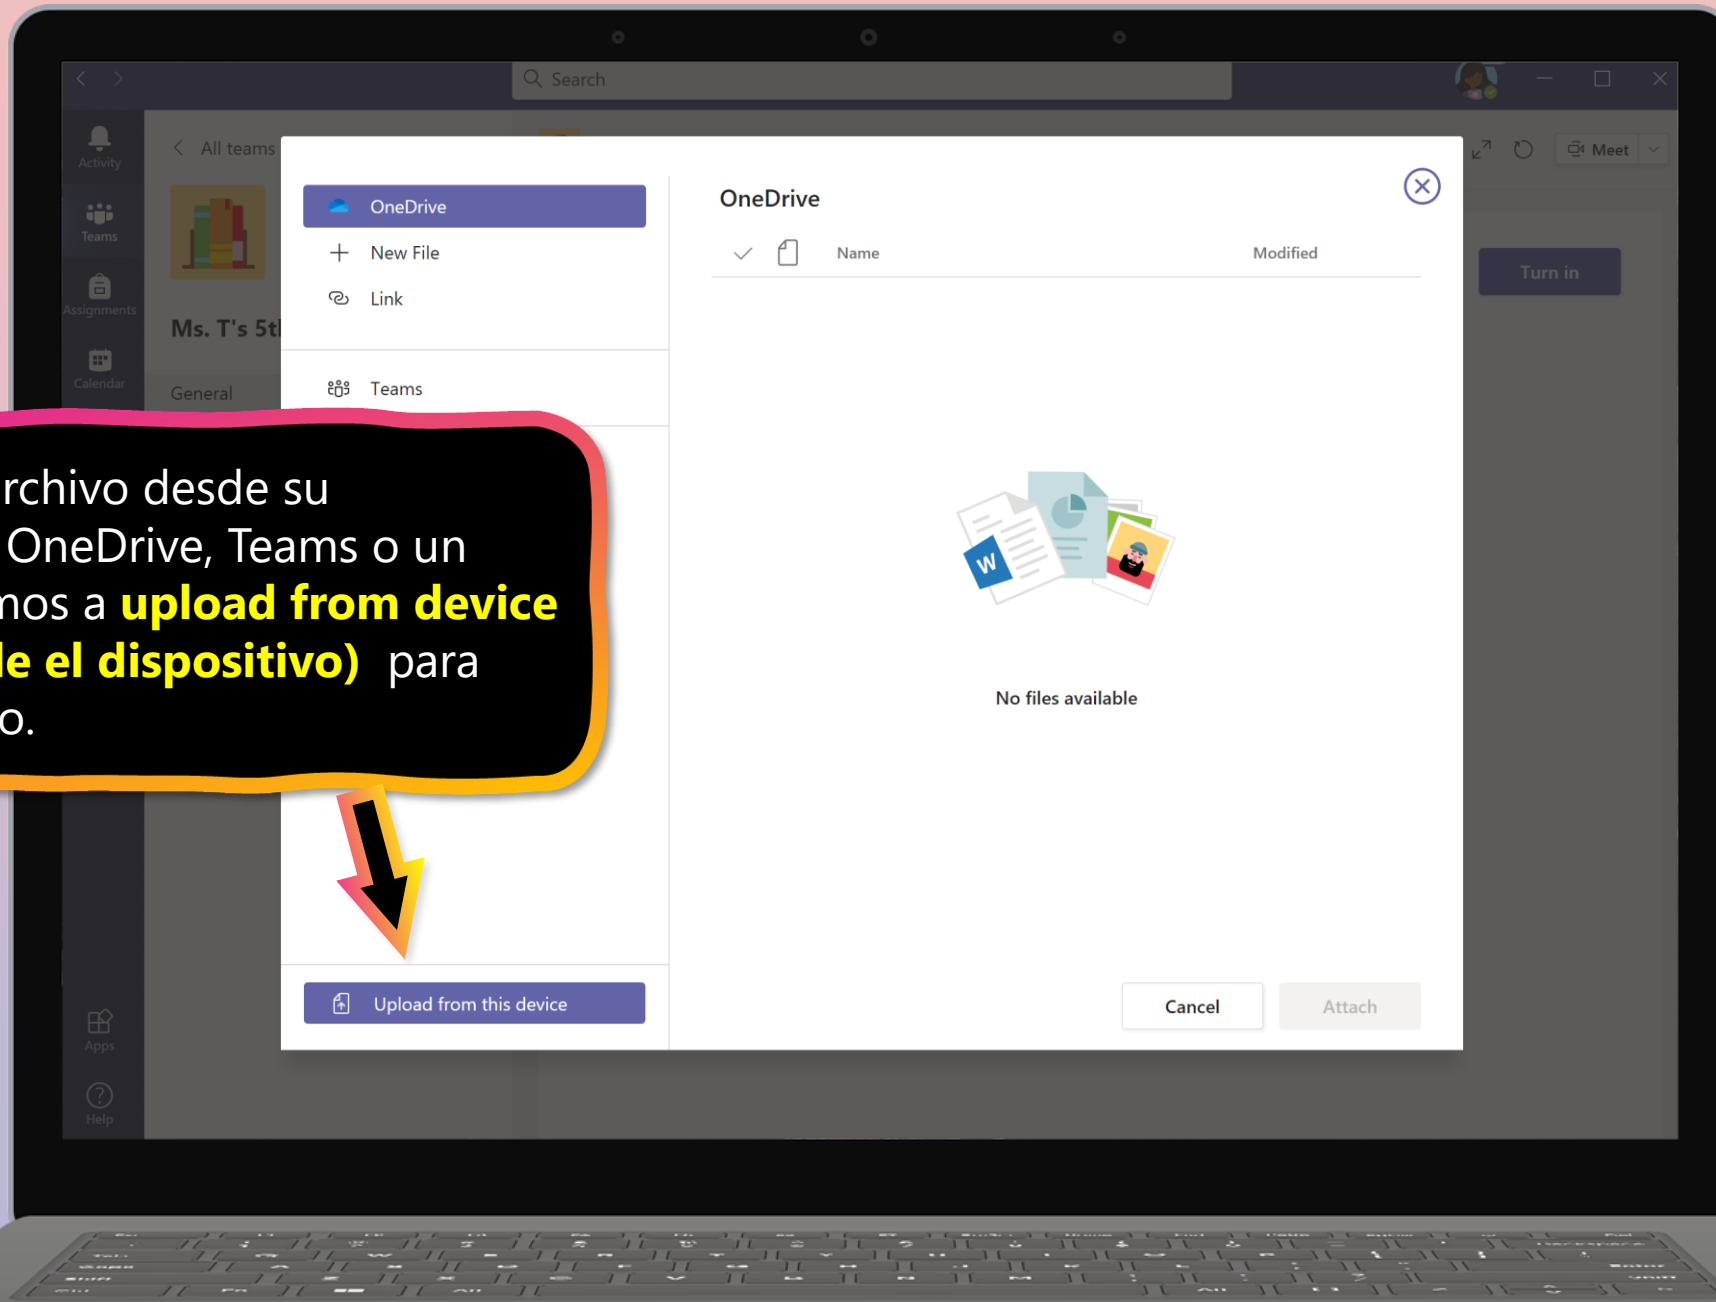 Search
Activity
All teams
Meet
Teams
Assignments
Ms. T's 5t
Calendar
General
Turn in
OneDrive
New File
Link
Teams
OneDrive
Name Modified
W
No files available
rchivo desde su
OneDrive, Teams o un
mos a upload from device
le el dispositivo) para
o.
Upload from this device
Cancel Attach
Apps
Help